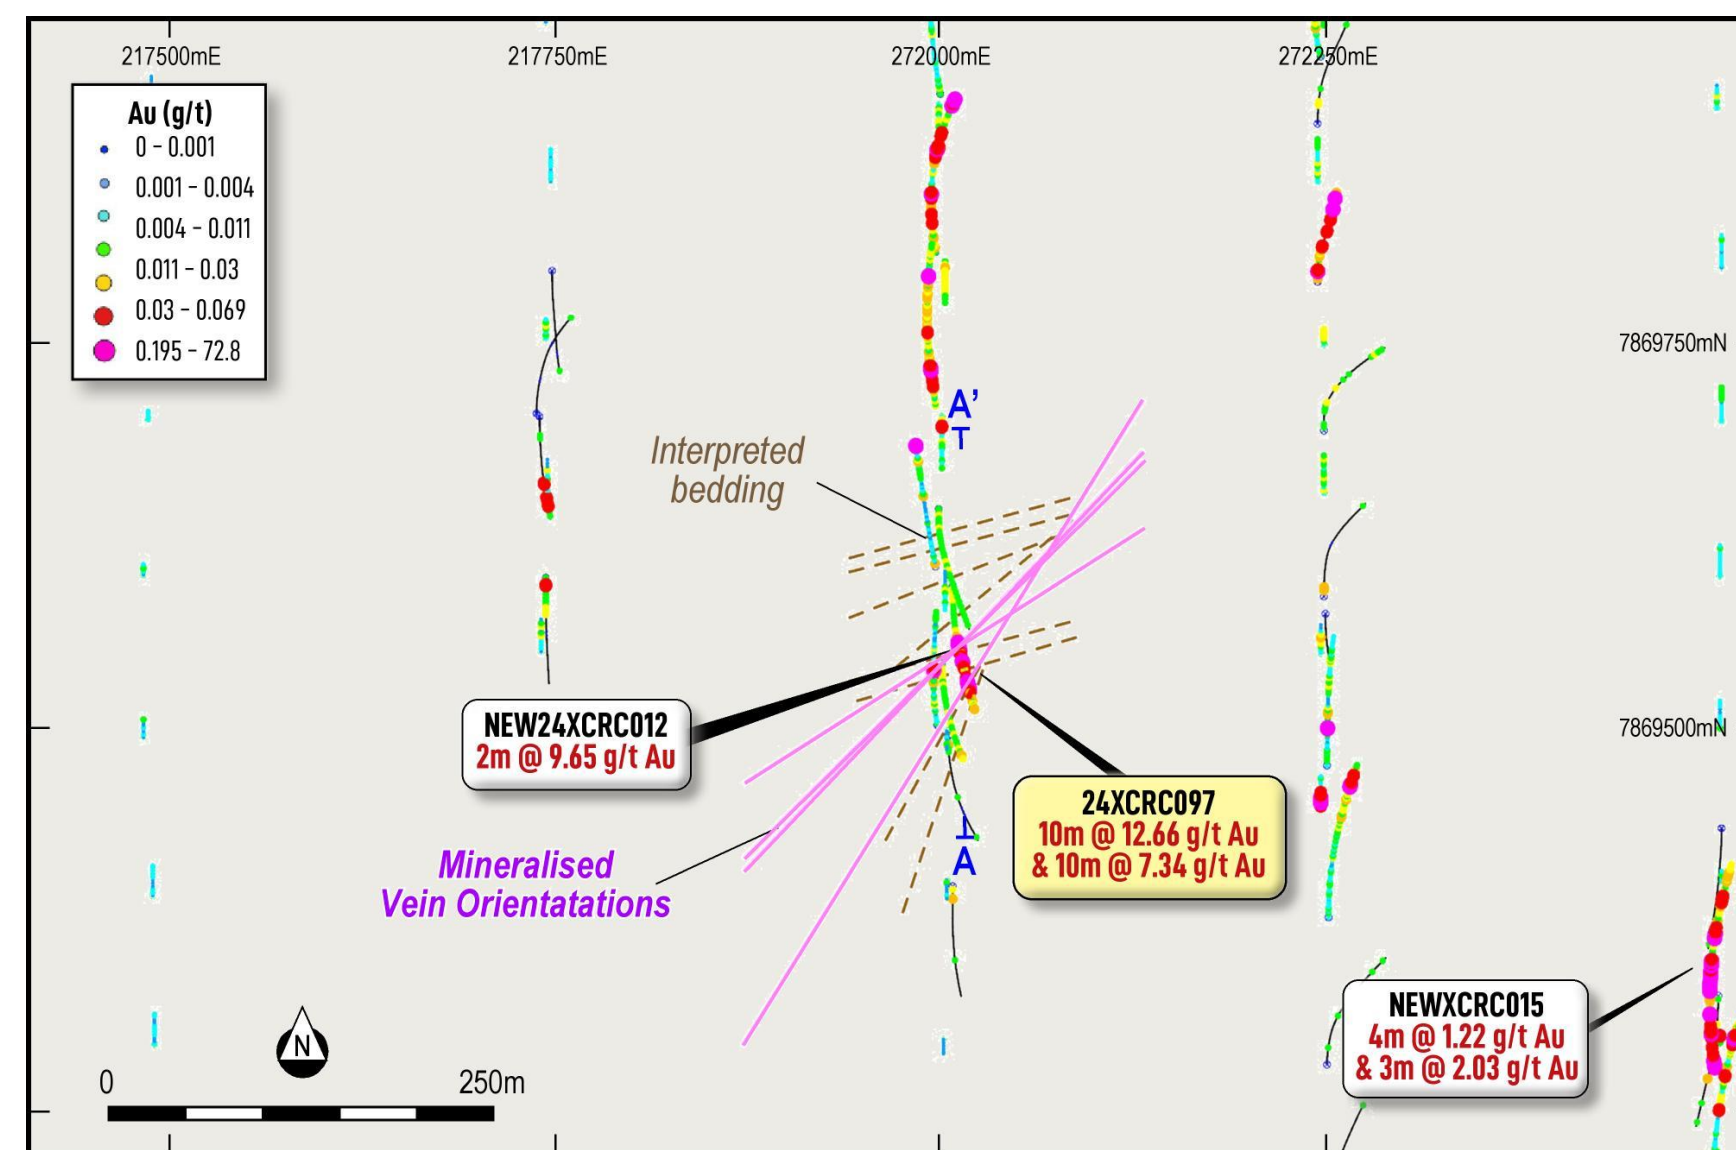 217500mE
217750mE
272000mE
272250mE
Au (g/t)
0 – 0.001
0.001 – 0.004
0.004 – 0.011
0.011 – 0.03
0.03 – 0.069
0.195 – 72.8
7869750mN
A'
Interpreted
bedding
7869500mN
NEW24XCRC012
2m @ 9.65 g/t Au
24XCRC097
10m @ 12.66 g/t Au
& 10m @ 7.34 g/t Au
A
Mineralised
Vein Orientatations
NEWXCRC015
4m @ 1.22 g/t Au
& 3m @ 2.03 g/t Au
N
0 250m